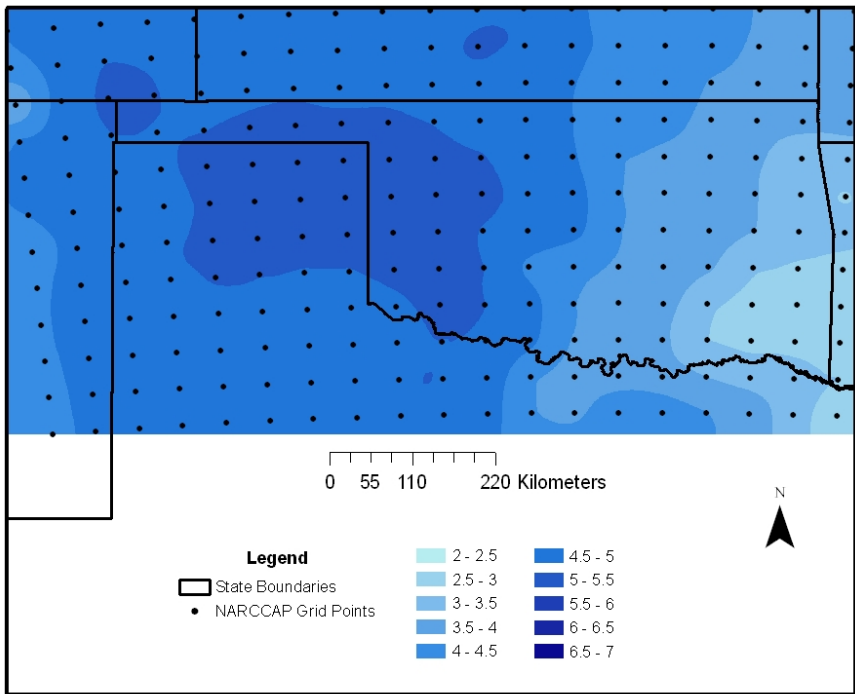 0 55 110 220 Kilometers
N
Legend
State Boundaries
NARCCAP Grid Points
2 - 2.5
2.5 - 3
3 - 3.5
3.5 - 4
4 - 4.5
4.5 - 5
5 - 5.5
5.5 - 6
6 - 6.5
6.5 - 7